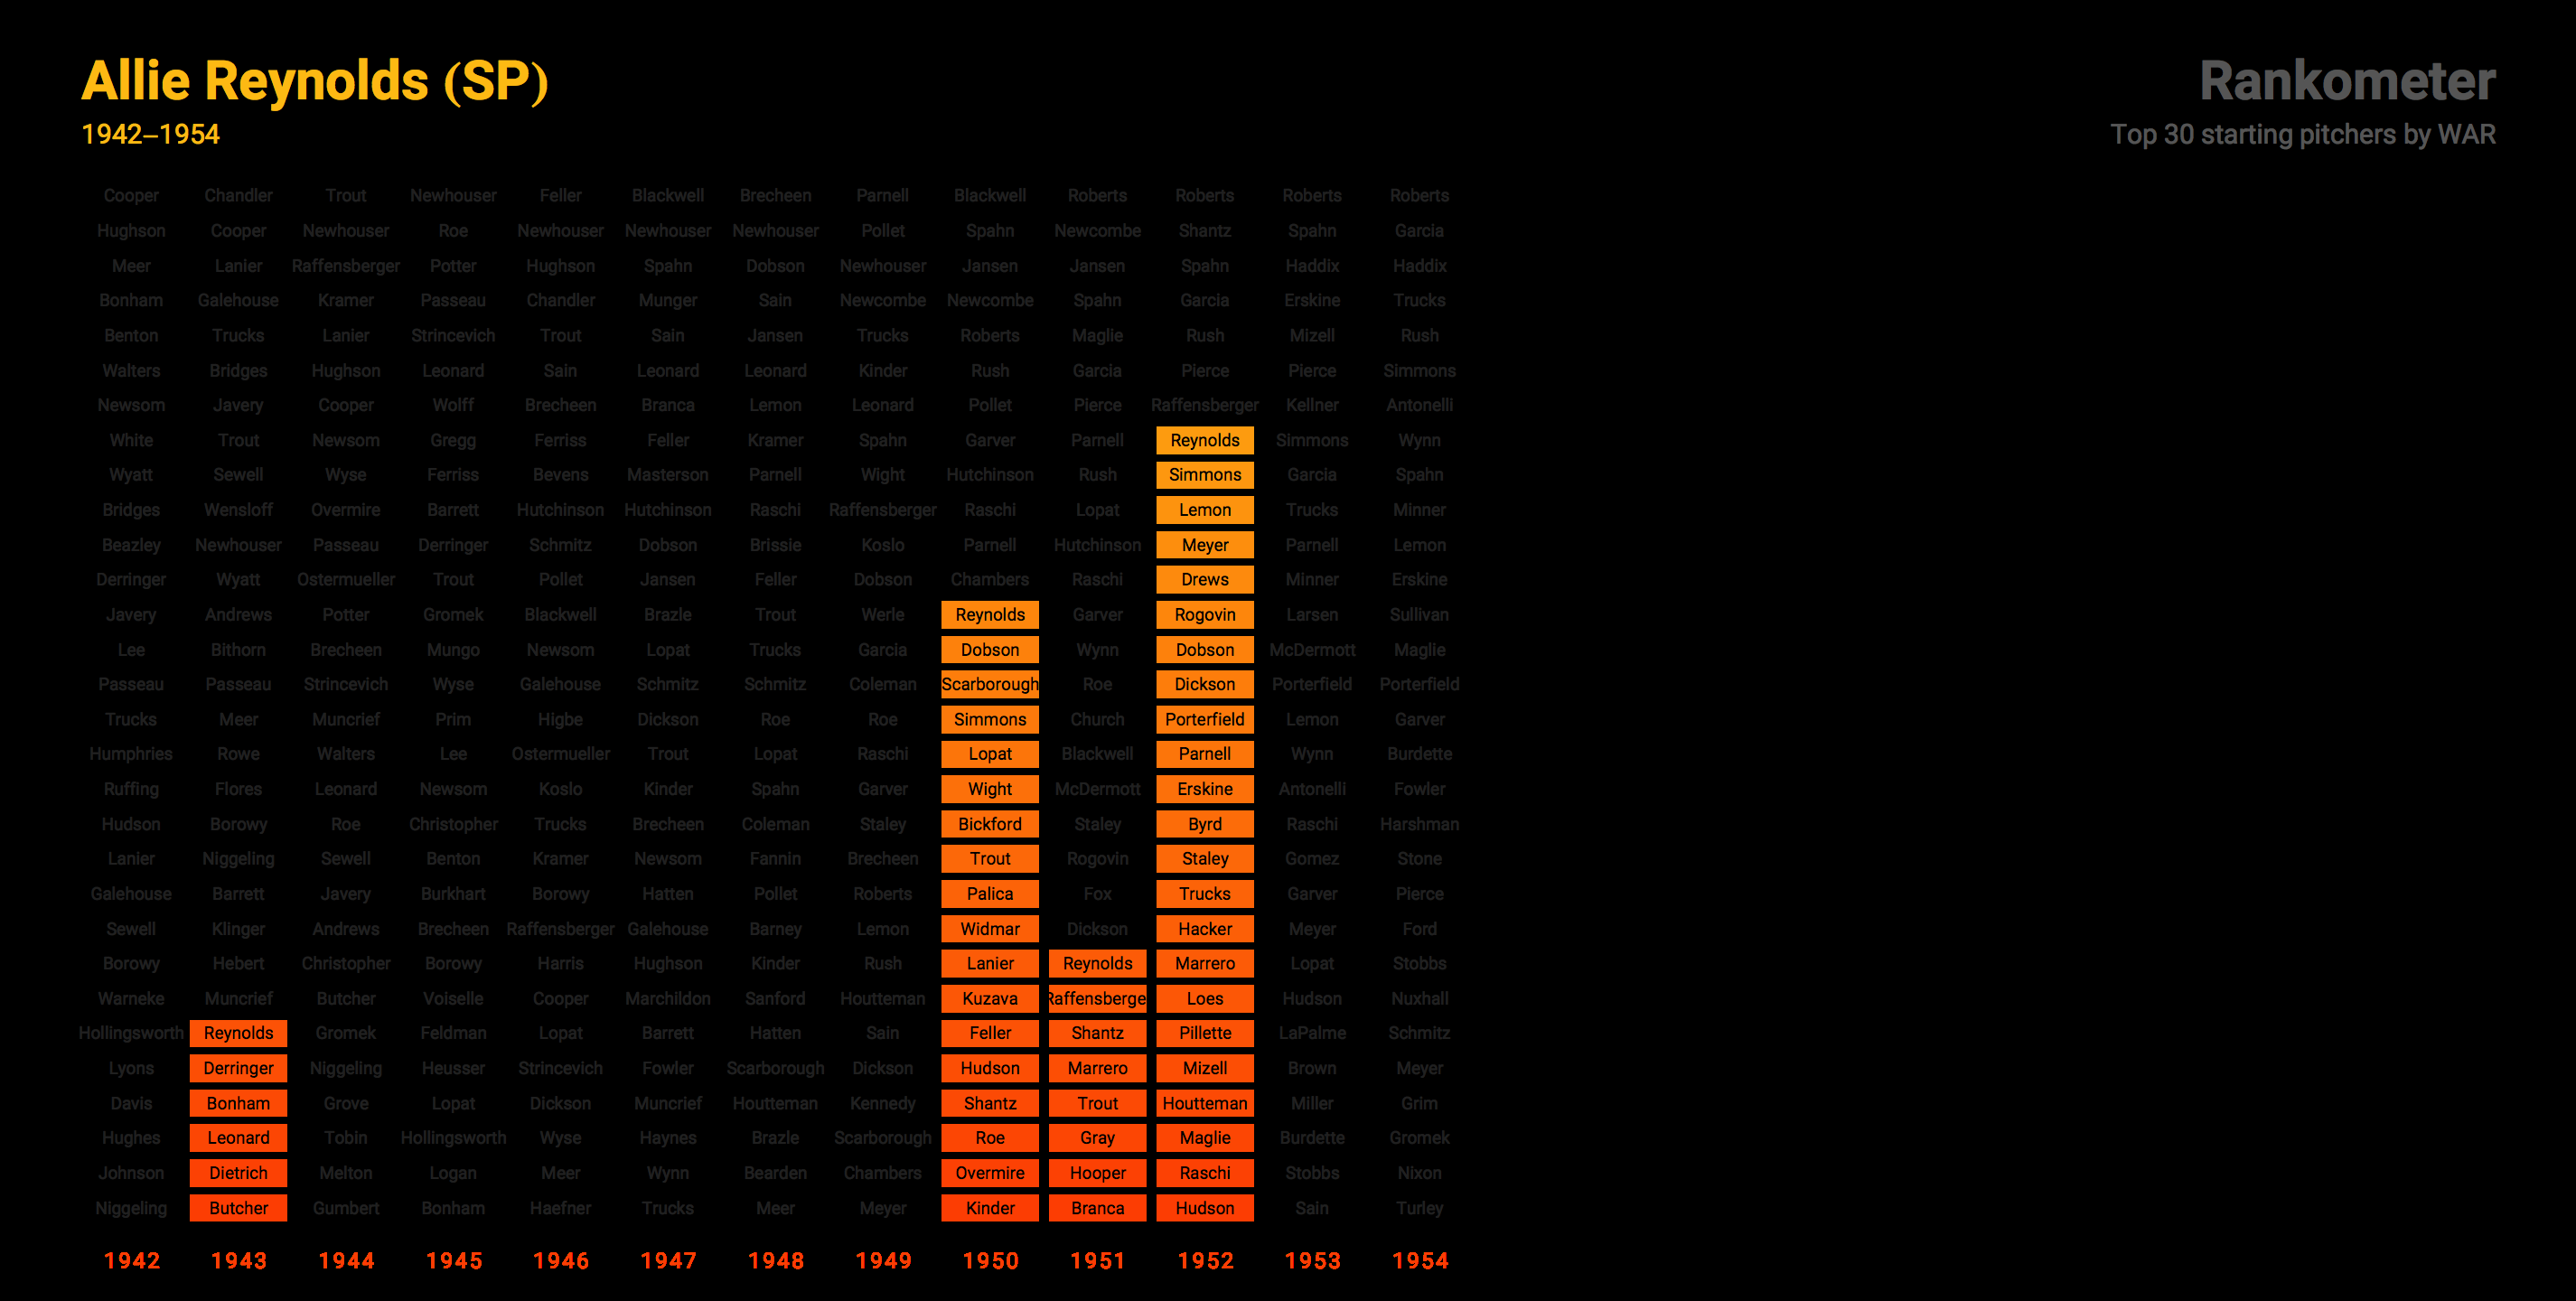 Allie Reynolds (SP)
1942–1954
Rankometer
Top 30 starting pitchers by WAR
Cooper Chandler Trout Newhouser Feller Blackwell Brecheen Parnell Blackwell Roberts Roberts Roberts Roberts
Hughson Cooper Newhouser Roe Newhouser Newhouser Newhouser Pollet Spahn Newcombe Shantz Spahn Garcia
Meer Lanier Raffensberger Potter Hughson Spahn Dobson Newhouser Jansen Jansen Spahn Haddix Haddix
Bonham Galehouse Kramer Passeau Chandler Munger Sain Newcombe Newcombe Spahn Garcia Erskine Trucks
Benton Trucks Lanier Strincevich Trout Sain Jansen Trucks Roberts Maglie Rush Mizell Rush
Walters Bridges Hughson Leonard Sain Leonard Leonard Kinder Rush Garcia Pierce Pierce Simmons
Newsom Javery Cooper Wolff Brecheen Branca Lemon Leonard Pollet Pierce Raffensberger Kellner Antonelli
White Trout Newsom Gregg Ferriss Feller Kramer Spahn Garver Parnell Reynolds Simmons Wynn
Wyatt Sewell Wyse Ferriss Bevens Masterson Parnell Wight Hutchinson Rush Simmons Garcia Spahn
Bridges Wensloff Overmire Barrett Hutchinson Hutchinson Raschi Raffensberger Raschi Lopat Lemon Trucks Minner
Beazley Newhouser Passeau Derringer Schmitz Dobson Brissie Koslo Parnell Hutchinson Meyer Parnell Lemon
Derringer Wyatt Ostermueller Trout Pollet Jansen Feller Dobson Chambers Raschi Drews Minner Erskine
Javery Andrews Potter Gromek Blackwell Brazle Trout Werle Reynolds Garver Rogovin Larsen Sullivan
Lee Bithorn Brecheen Mungo Newsom Lopat Trucks Garcia Dobson Wynn Dobson McDermott Maglie
Passeau Passeau Strincevich Wyse Galehouse Schmitz Schmitz Coleman Scarborough Roe Dickson Porterfield Porterfield
Trucks Meer Muncrief Prim Higbe Dickson Roe Roe Simmons Church Porterfield Lemon Garver
Humphries Rowe Walters Lee Ostermueller Trout Lopat Raschi Lopat Blackwell Parnell Wynn Burdette
Ruffing Flores Leonard Newsom Koslo Kinder Spahn Garver Wight McDermott Erskine Antonelli Fowler
Hudson Borowy Roe Christopher Trucks Brecheen Coleman Staley Bickford Staley Byrd Raschi Harshman
Lanier Niggeling Sewell Benton Kramer Newsom Fannin Brecheen Trout Rogovin Staley Gomez Stone
Galehouse Barrett Javery Burkhart Borowy Hatten Pollet Roberts Palica Fox Trucks Garver Pierce
Sewell Klinger Andrews Brecheen Raffensberger Galehouse Barney Lemon Widmar Dickson Hacker Meyer Ford
Borowy Hebert Christopher Borowy Harris Hughson Kinder Rush Lanier Reynolds Marrero Lopat Stobbs
Warneke Muncrief Butcher Voiselle Cooper Marchildon Sanford Houtteman Kuzava Raffensberge Loes Hudson Nuxhall
Hollingsworth Reynolds Gromek Feldman Lopat Barrett Hatten Sain Feller Shantz Pillette LaPalme Schmitz
Lyons Derringer Niggeling Heusser Strincevich Fowler Scarborough Dickson Hudson Marrero Mizell Brown Meyer
Davis Bonham Grove Lopat Dickson Muncrief Houtteman Kennedy Shantz Trout Houtteman Miller Grim
Hughes Leonard Tobin Hollingsworth Wyse Haynes Brazle Scarborough Roe Gray Maglie Burdette Gromek
Johnson Dietrich Melton Logan Meer Wynn Bearden Chambers Overmire Hooper Raschi Stobbs Nixon
Niggeling Butcher Gumbert Bonham Haefner Trucks Meer Meyer Kinder Branca Hudson Sain Turley
1942 1943 1944 1945 1946 1947 1948 1949 1950 1951 1952 1953 1954